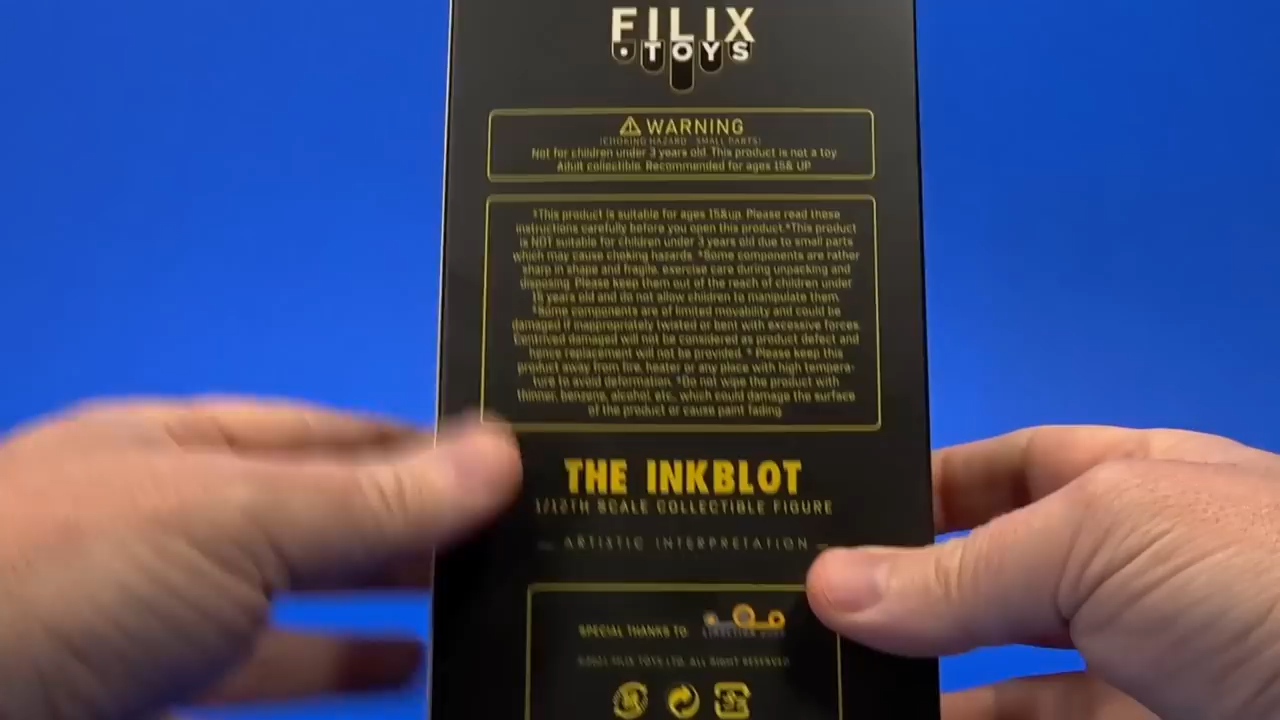 FILIX
TOYS
WARNING
(CHOKING HAZARD - SMALL PARTS)
Not for children under 3 years old. This product is not a toy
Adult collectible. Recommended for ages 15& UP
*This product is suitable for ages 15&up. Please read these
instructions carefully before you open this product.*This product
is NOT suitable for children under 3 years old due to small parts
which may cause choking hazards. *Some components are rather
sharp in shape and fragile, exercise care during unpacking and
disposing. Please keep them out of the reach of children under
15 years old and do not allow children to manipulate them.
*Some components are of limited movability and could be
damaged if inappropriately twisted or bent with excessive forces.
damaged will not be considered as product defect and
hence replacement will not be provided. * Please keep this
product away from fire, heater or any place with high tempera-
ture to avoid deformation. *Do not wipe the product with
thinner, benzene, alcohol, etc., which could damage the surface
of the product or cause paint fading
THE INKBLOT
1/12TH SCALE COLLECTIBLE FIGURE
— ARTISTIC INTERPRETATION —
SPECIAL THANKS TO
FILIX TOYS LTD. ALL RIGHT RESERVED